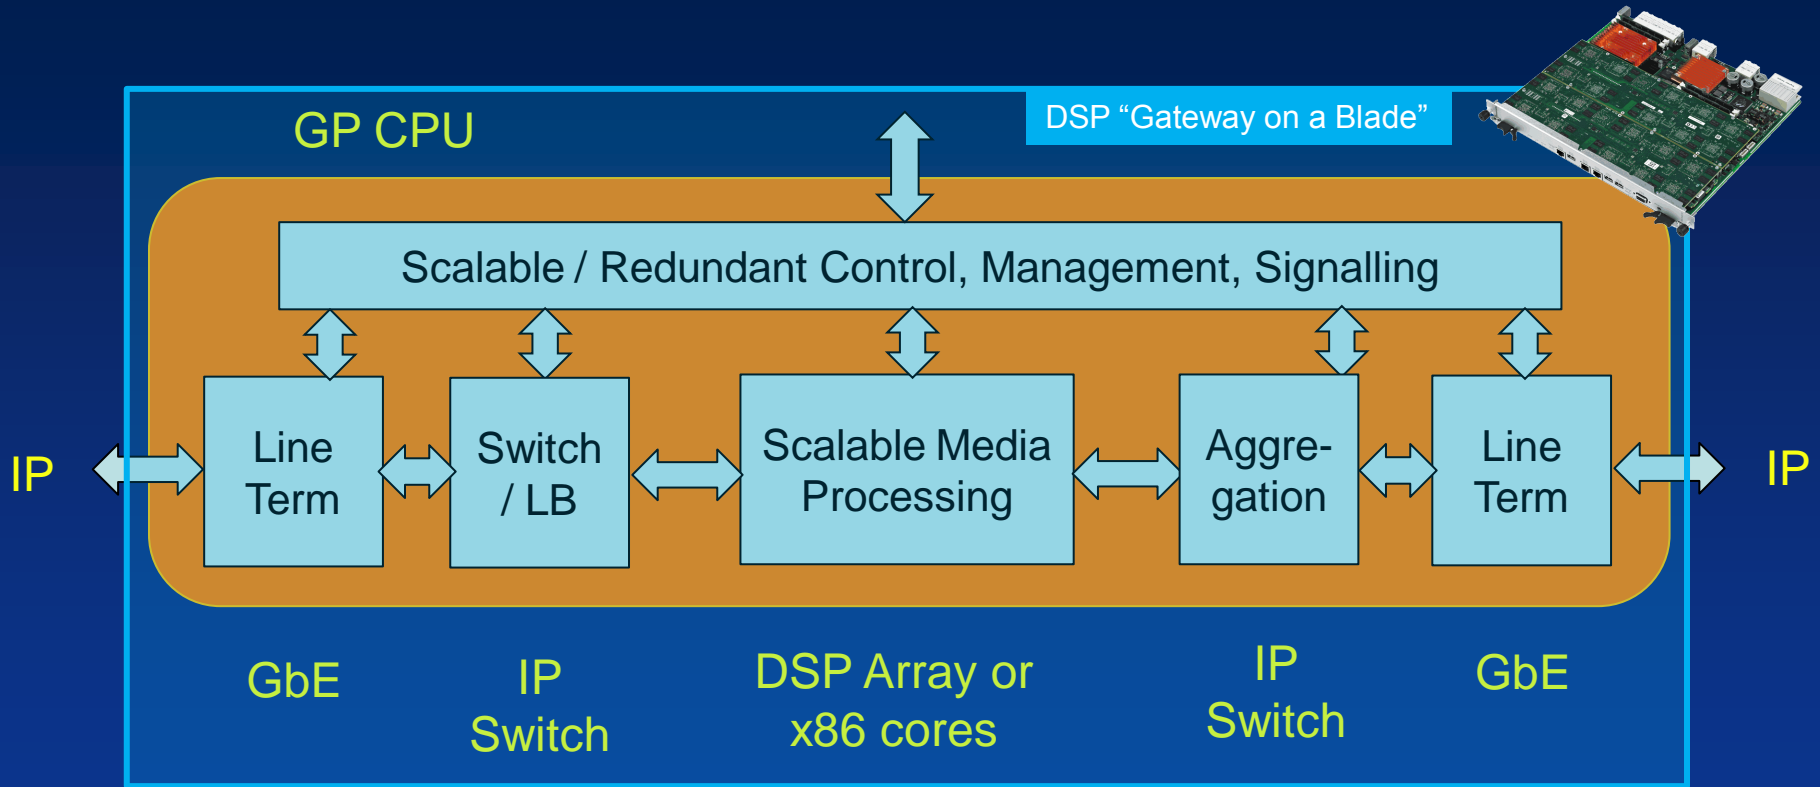 GP CPU
DSP “Gateway on a Blade”
Scalable / Redundant Control, Management, Signalling
IP
Line
Term
Switch
/ LB
Scalable Media
Processing
Aggre-
gation
Line
Term
IP
GbE
IP
Switch
DSP Array or
x86 cores
IP
Switch
GbE